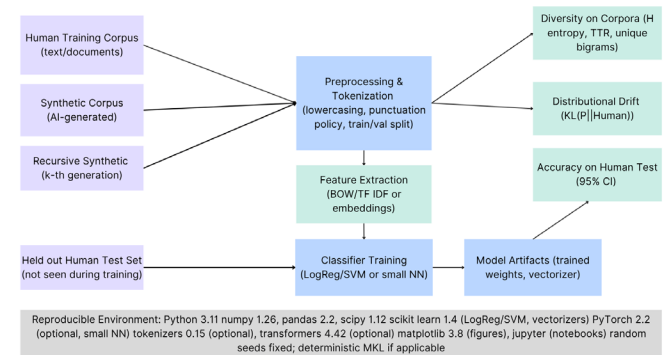 Human Training Corpus
(text/documents)
Synthetic Corpus
(AI-generated)
Recursive Synthetic
(k-th generation)
Held out Human Test Set
(not seen during training)
Preprocessing &
Tokenization
(lowercasing, punctuation
policy, train/val split)
Feature Extraction
(BOW/TF IDF or
embeddings)
Classifier Training
(LogReg/SVM or small NN)
Model Artifacts (trained
weights, vectorizer)
Diversity on Corpora (H
entropy, TTR, unique
bigrams)
Distributional Drift
(KL(P||Human))
Accuracy on Human Test
(95% CI)
Reproducible Environment: Python 3.11 numpy 1.26, pandas 2.2, scipy 1.12 scikit learn 1.4 (LogReg/SVM, vectorizers) PyTorch 2.2
(optional, small NN) tokenizers 0.15 (optional), transformers 4.42 (optional) matplotlib 3.8 (figures), jupyter (notebooks) random
seeds fixed; deterministic MKL if applicable